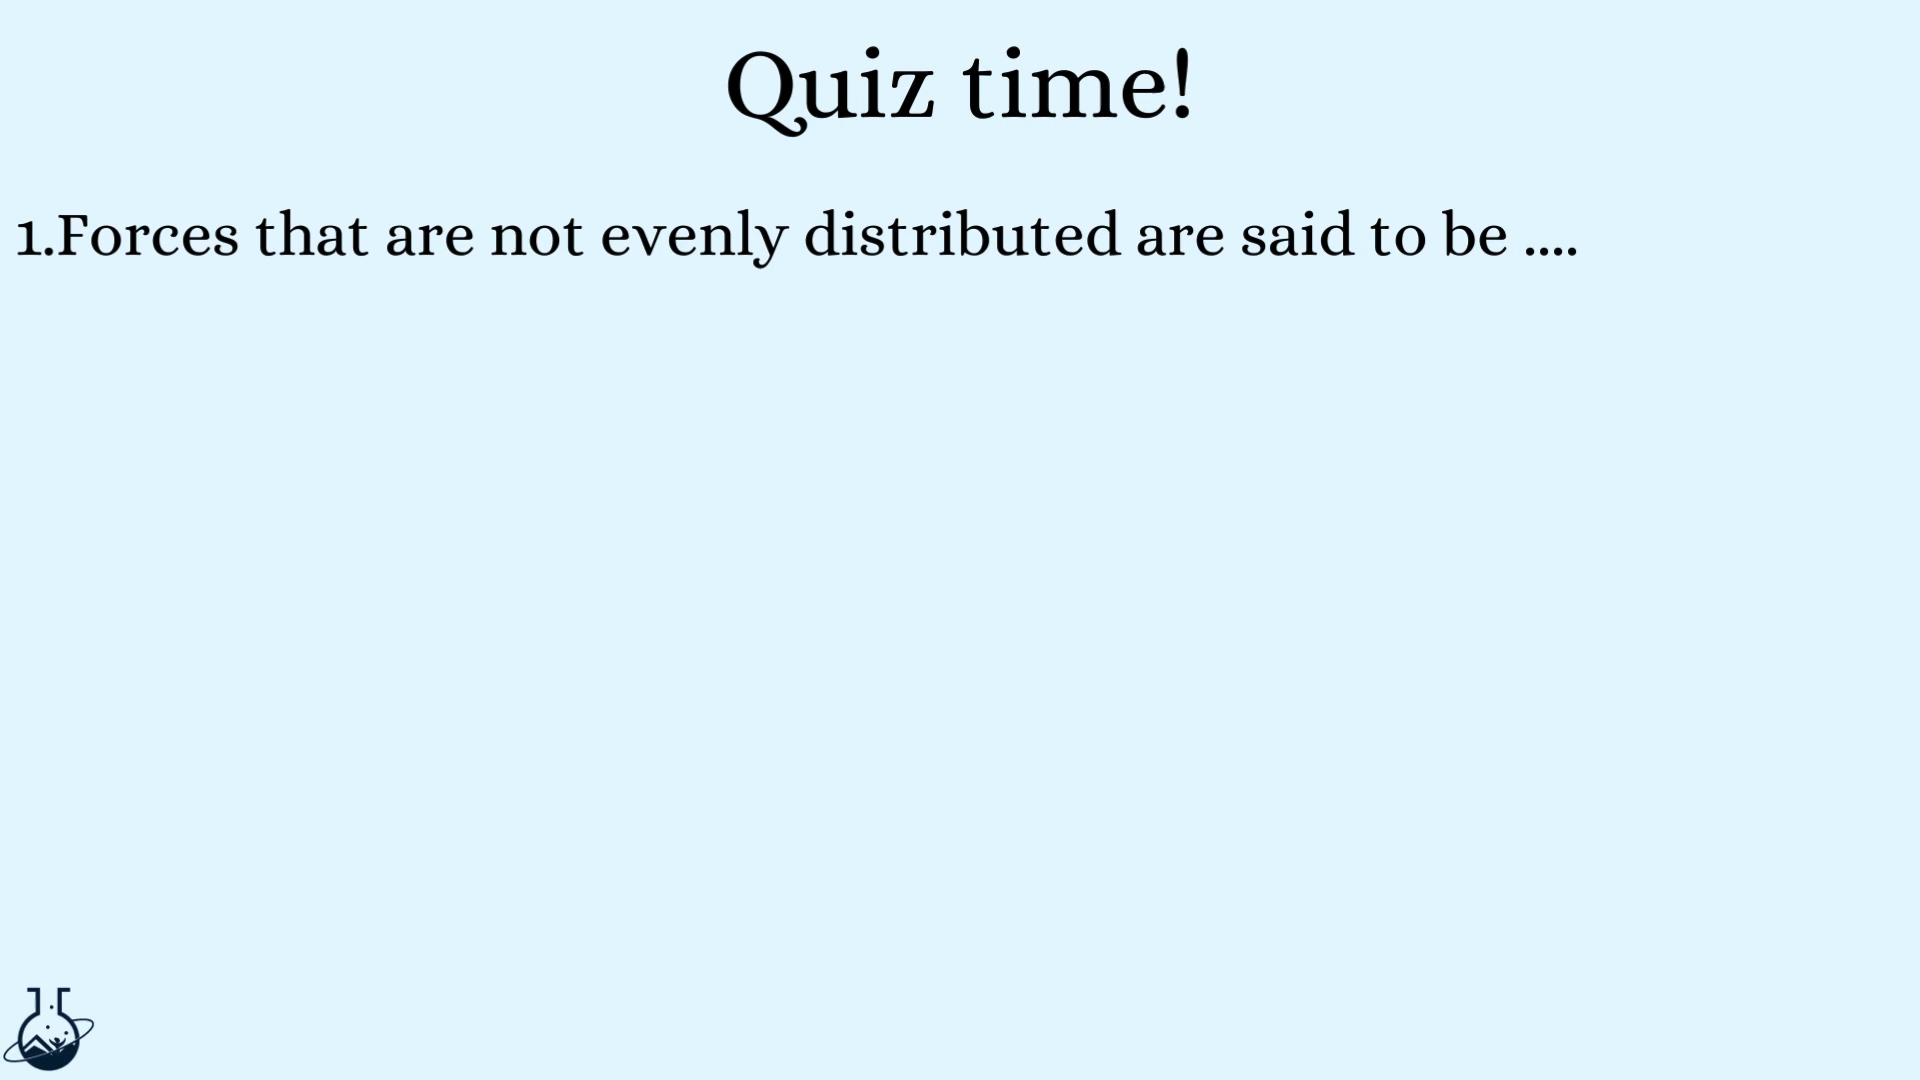 Quiz time!
1.Forces that are not evenly distributed are said to be ....